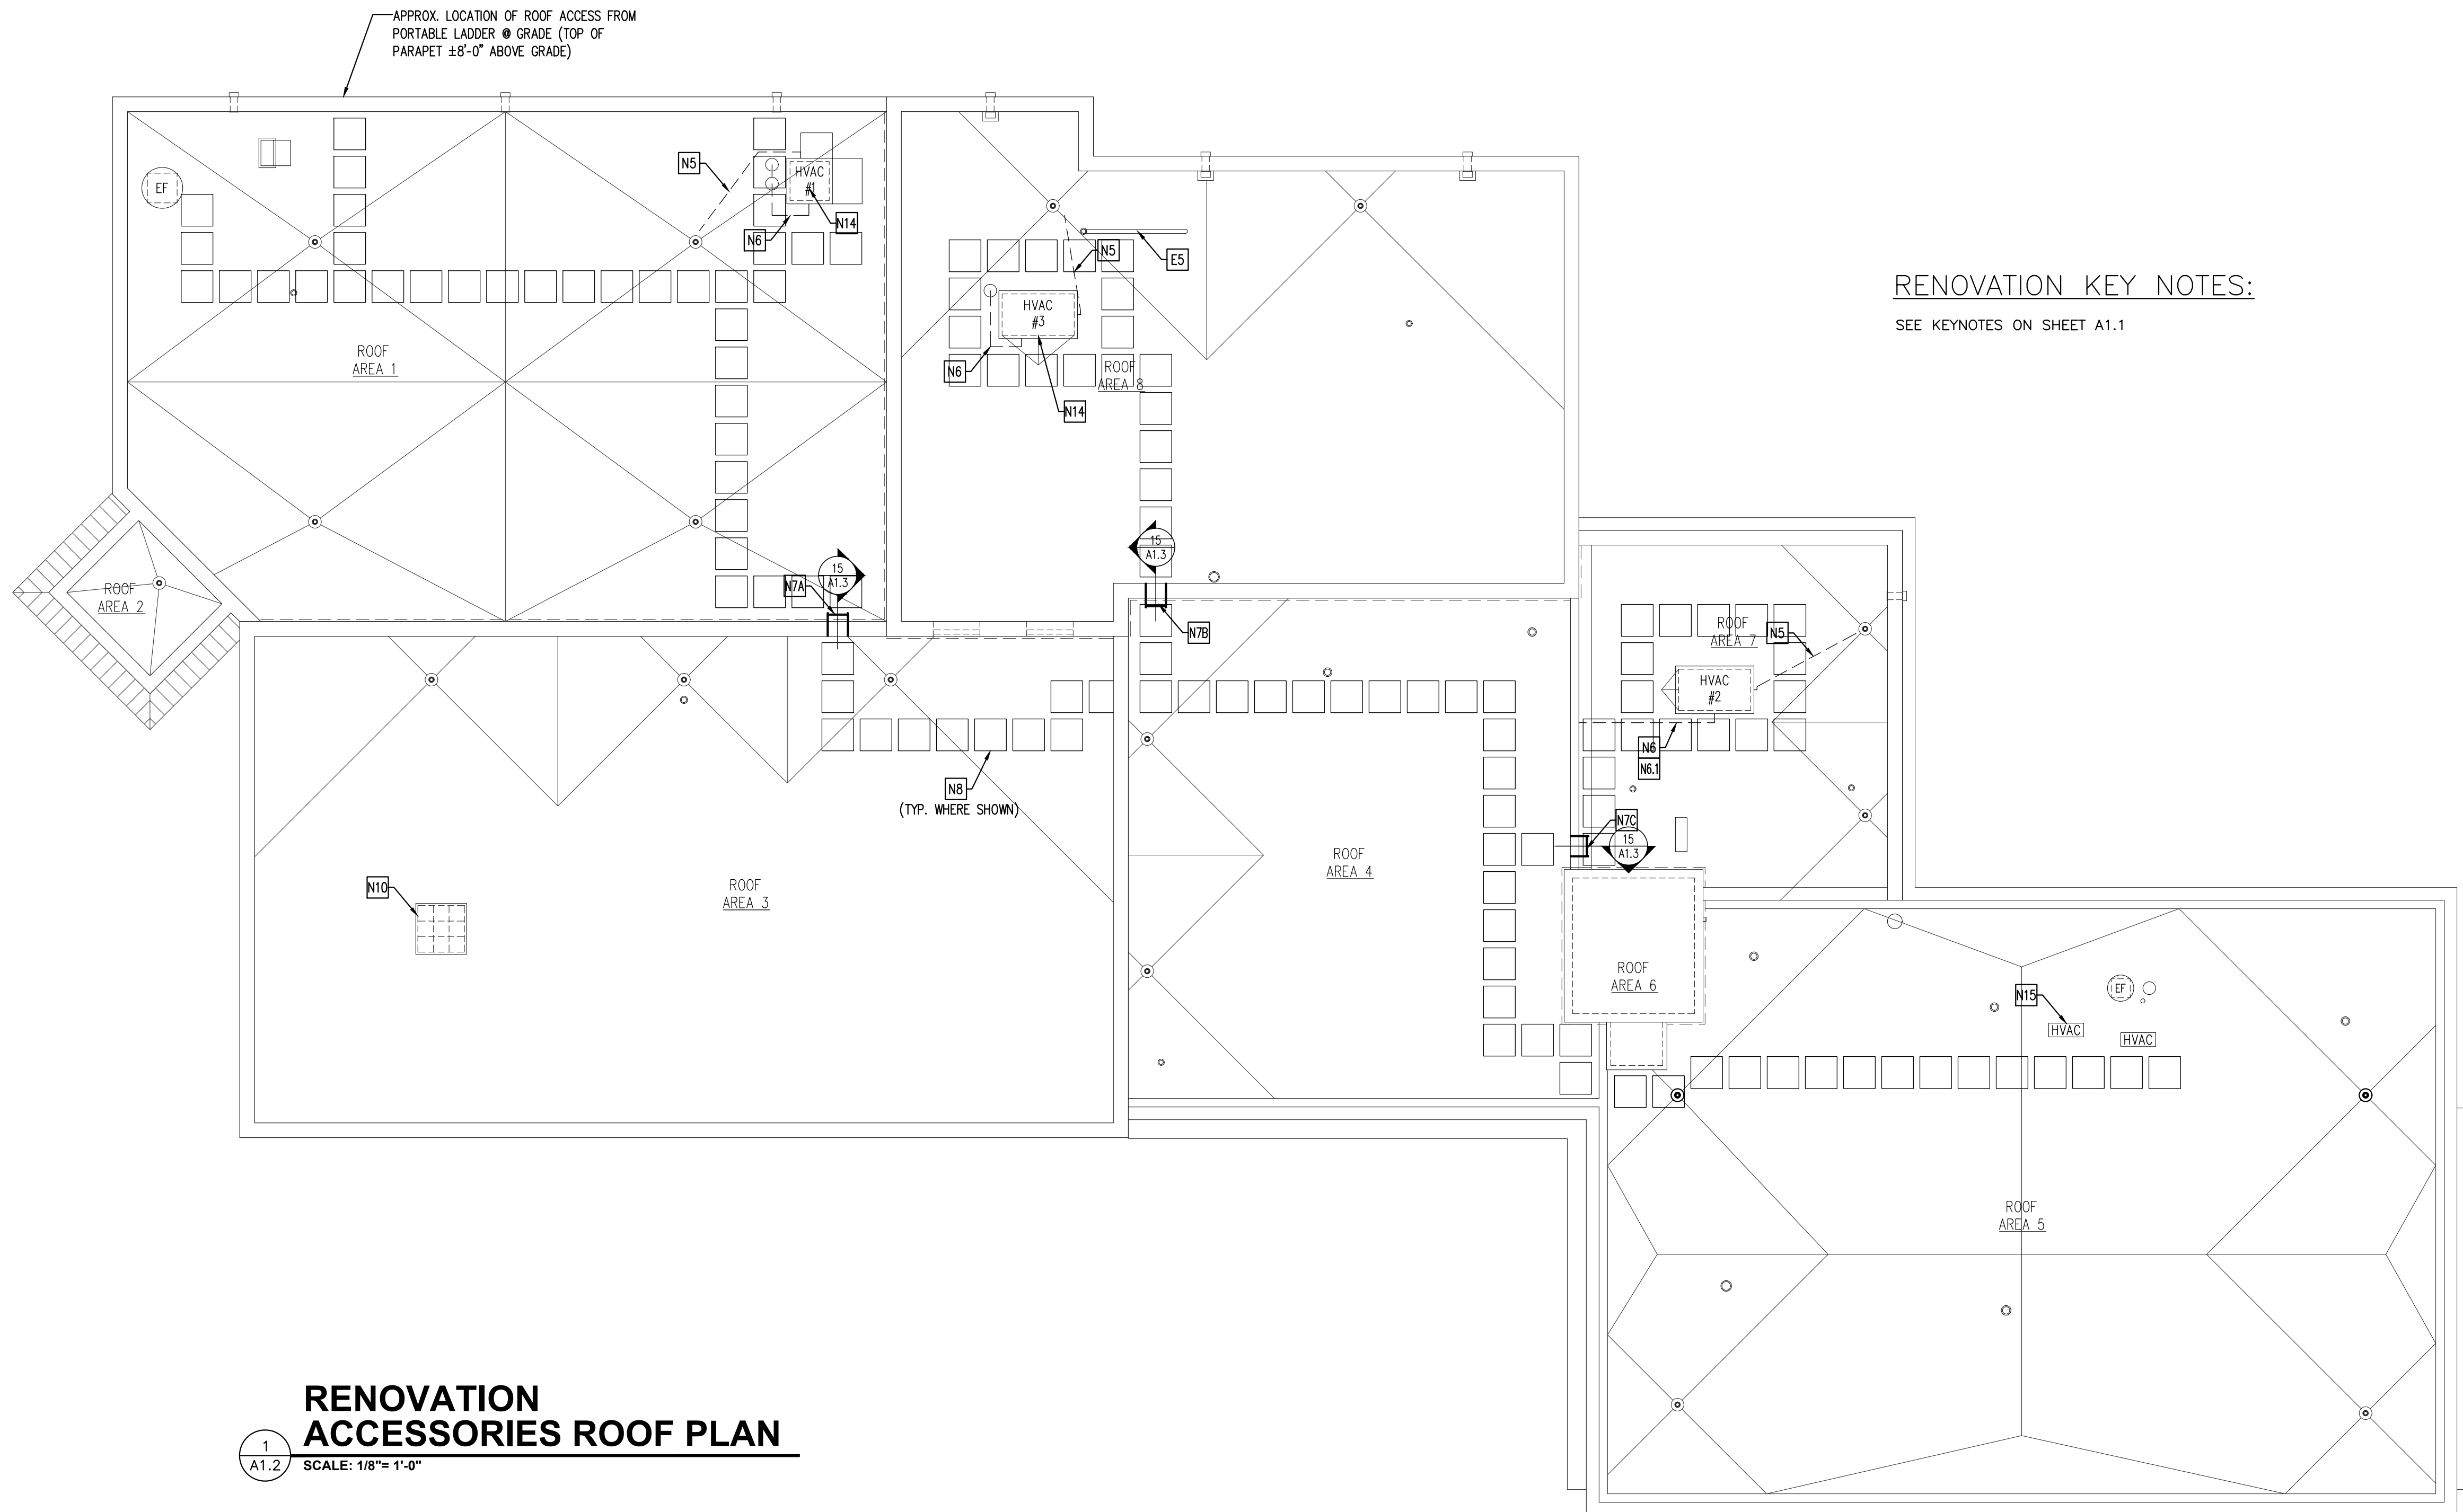 APPROX. LOCATION OF ROOF ACCESS FROM
PORTABLE LADDER @ GRADE (TOP OF
PARAPET ±8'-0" ABOVE GRADE)
EF
N5
HVAC
#1
N14
N6
ROOF
AREA 1
N5
E5
HVAC
#3
N6
ROOF
AREA 8
N14
RENOVATION KEY NOTES:
SEE KEYNOTES ON SHEET A1.1
15
A1.3
N7A
15
A1.3
N7B
ROOF
AREA 2
ROOF
AREA 7
N5
HVAC
#2
N6
N6.1
N8
(TYP. WHERE SHOWN)
N7C
15
A1.3
ROOF
AREA 4
N10
ROOF
AREA 3
ROOF
AREA 6
N15
EF
HVAC
HVAC
ROOF
AREA 5
RENOVATION
ACCESSORIES ROOF PLAN
1
A1.2
SCALE: 1/8"= 1'-0"